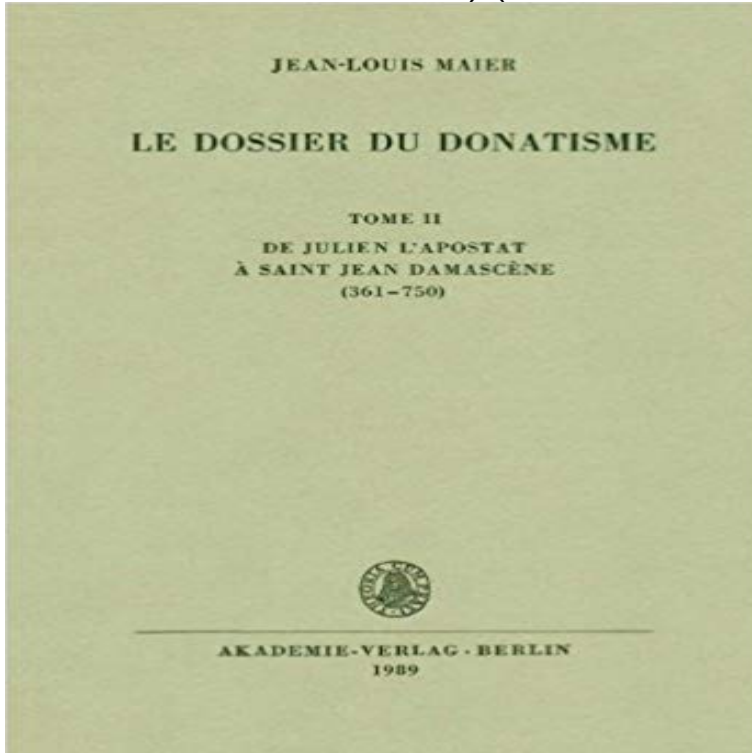 JEAN-LOUIS MAIER
LE DOSSIER DU DONATISME
TOME II
DE JULIEN L'APOSTAT
À SAINT JEAN DAMASCÈNE
(361–750)
AKADEMIE-VERLAG · BERLIN
1989